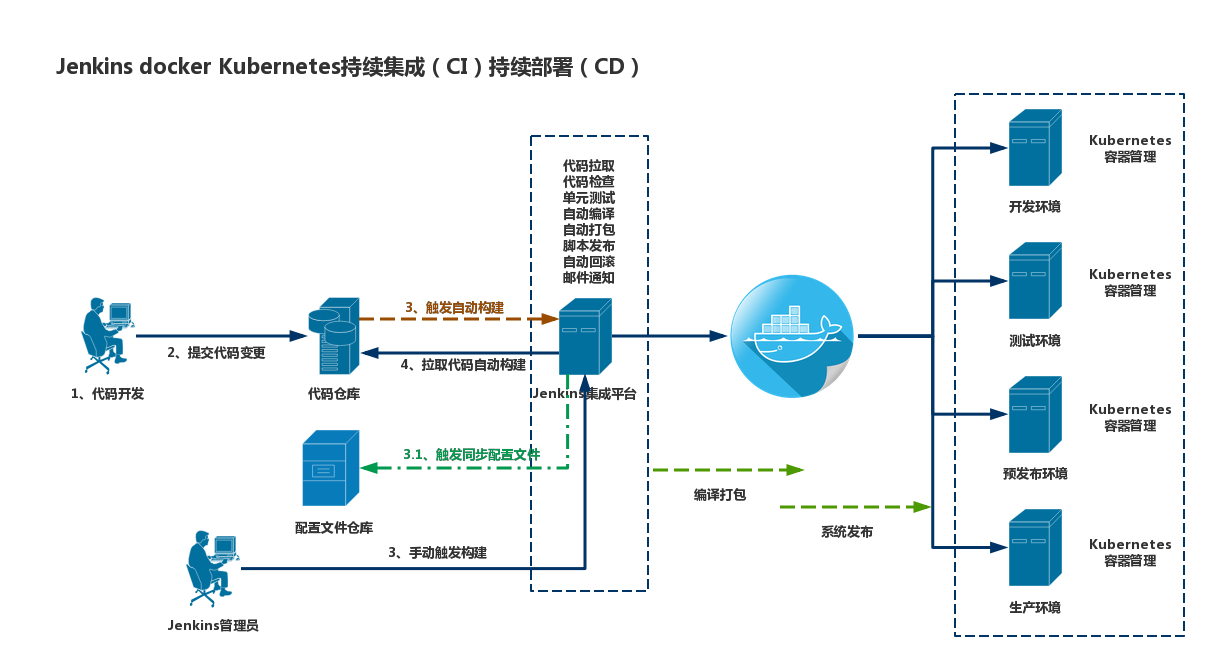 Jenkins docker Kubernetes持续集成（CI）持续部署（CD）
代码拉取
代码检查
单元测试
自动编译
自动打包
脚本发布
自动回滚
邮件通知
Kubernetes
容器管理
开发环境
Kubernetes
容器管理
测试环境
3、触发自动构建
2、提交代码变更
4、拉取代码自动构建
1、代码开发
代码仓库
Jenkins集成平台
Kubernetes
容器管理
预发布环境
3.1、触发同步配置文件
编译打包
配置文件仓库
系统发布
3、手动触发构建
Kubernetes
容器管理
生产环境
Jenkins管理员